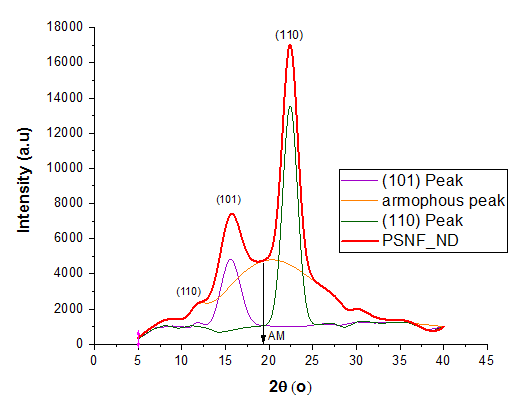 18000
16000
14000
12000
10000
8000
6000
4000
2000
0
Intensity (a.u)
(110)
(101)
(110)
AM
(101) Peak
armophous peak
(110) Peak
PSNF_ND
0 5 10 15 20 25 30 35 40 45
2θ (o)